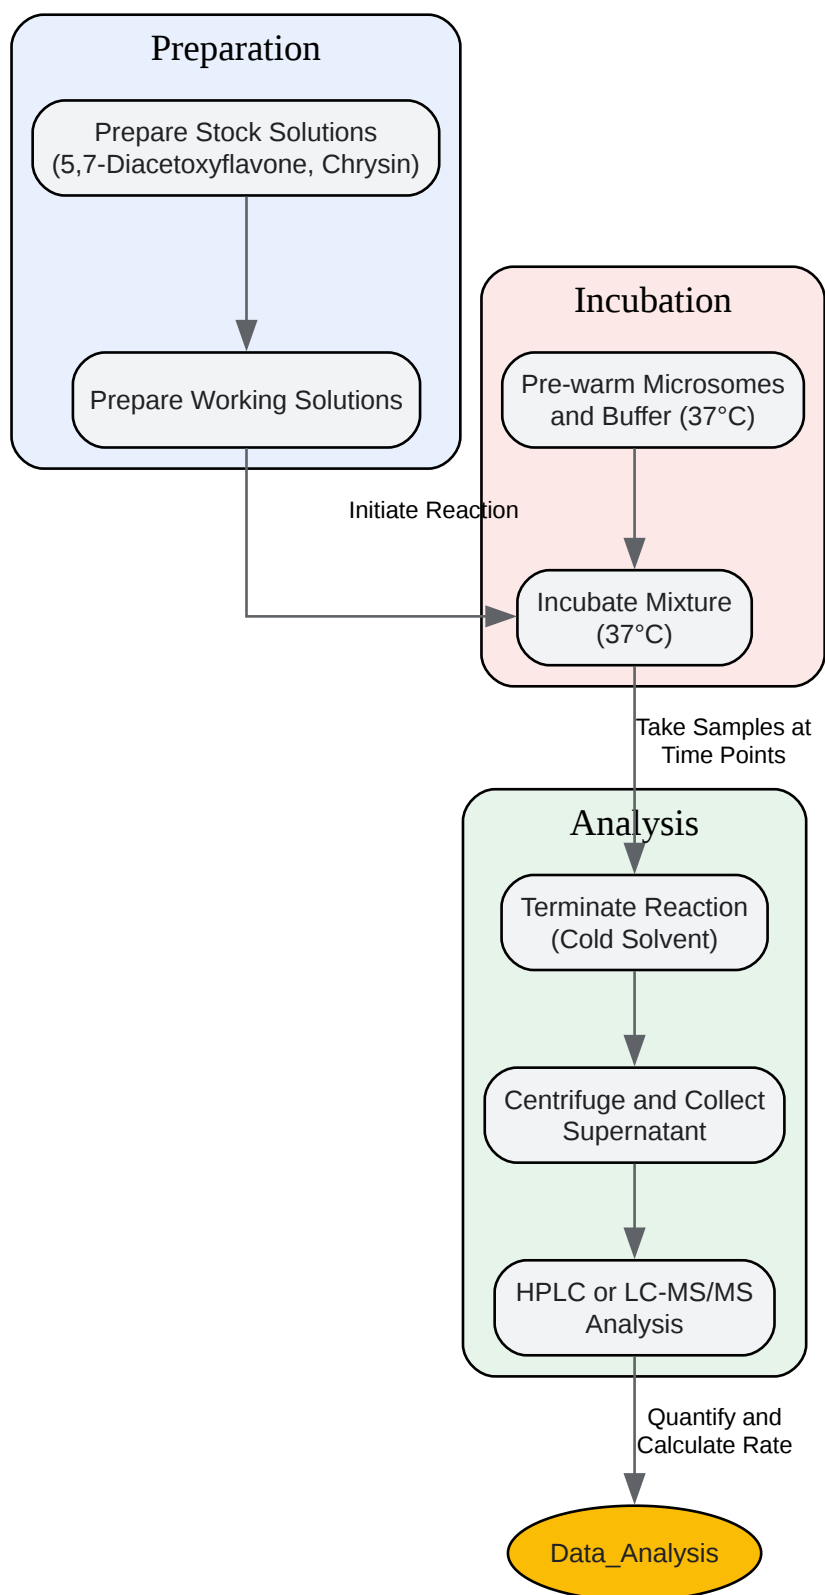 Preparation
Prepare Stock Solutions
(5,7-Diacetoxyflavone, Chrysin)
Prepare Working Solutions
Incubation
Pre-warm Microsomes
and Buffer (37°C)
Initiate Reaction
Incubate Mixture
(37°C)
Take Samples at
Time Points
Analysis
Terminate Reaction
(Cold Solvent)
Centrifuge and Collect
Supernatant
HPLC or LC-MS/MS
Analysis
Quantify and
Calculate Rate
Data_Analysis